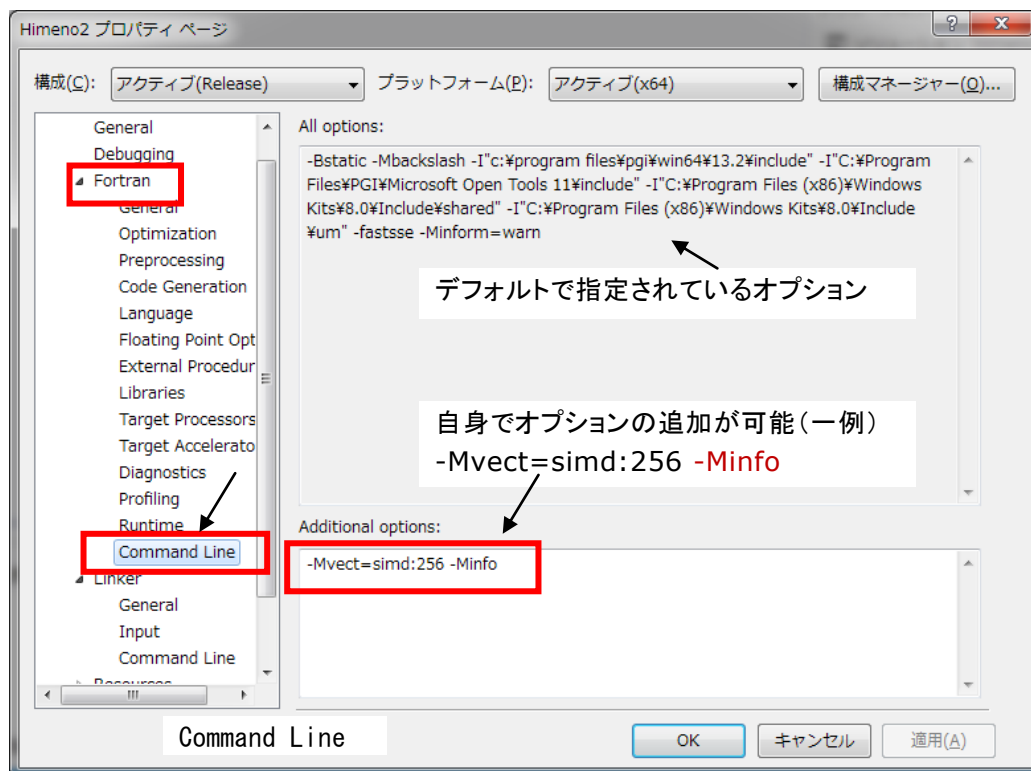 Himeno2 プロパティ ページ
構成(C): アクティブ(Release) プラットフォーム(P): アクティブ(x64) 構成マネージャー(O)...
General
Debugging
Fortran
General
Optimization
Preprocessing
Code Generation
Language
Floating Point Opt
External Procedur
Libraries
Target Processors
Target Accelerato
Diagnostics
Profiling
Runtime
Command Line
Linker
General
Input
Command Line
Resources
All options:
-Bstatic -Mbackslash -I"c:¥program files¥pgi¥win64¥13.2¥include" -I"C:¥Program
Files¥PGI¥Microsoft Open Tools 11¥include" -I"C:¥Program Files (x86)¥Windows
Kits¥8.0¥Include¥shared" -I"C:¥Program Files (x86)¥Windows Kits¥8.0¥Include
¥um" -fastsse -Minform=warn
デフォルトで指定されているオプション
自身でオプションの追加が可能(一例)
-Mvect=simd:256 -Minfo
Additional options:
-Mvect=simd:256 -Minfo
Command Line
OK キャンセル 適用(A)